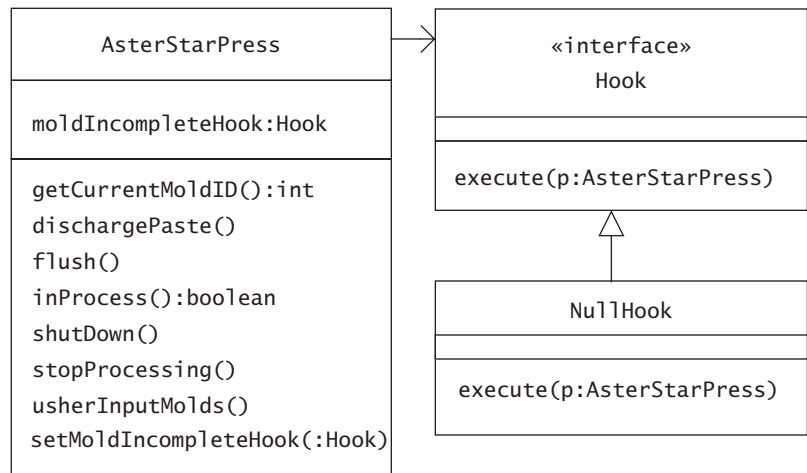 AsterStarPress
moldIncompleteHook:Hook
getCurrentMoldID():int
dischargePaste()
flush()
inProcess():boolean
shutDown()
stopProcessing()
usherInputMolds()
setMoldIncompleteHook(:Hook)
«interface»
Hook
execute(p:AsterStarPress)
NullHook
execute(p:AsterStarPress)